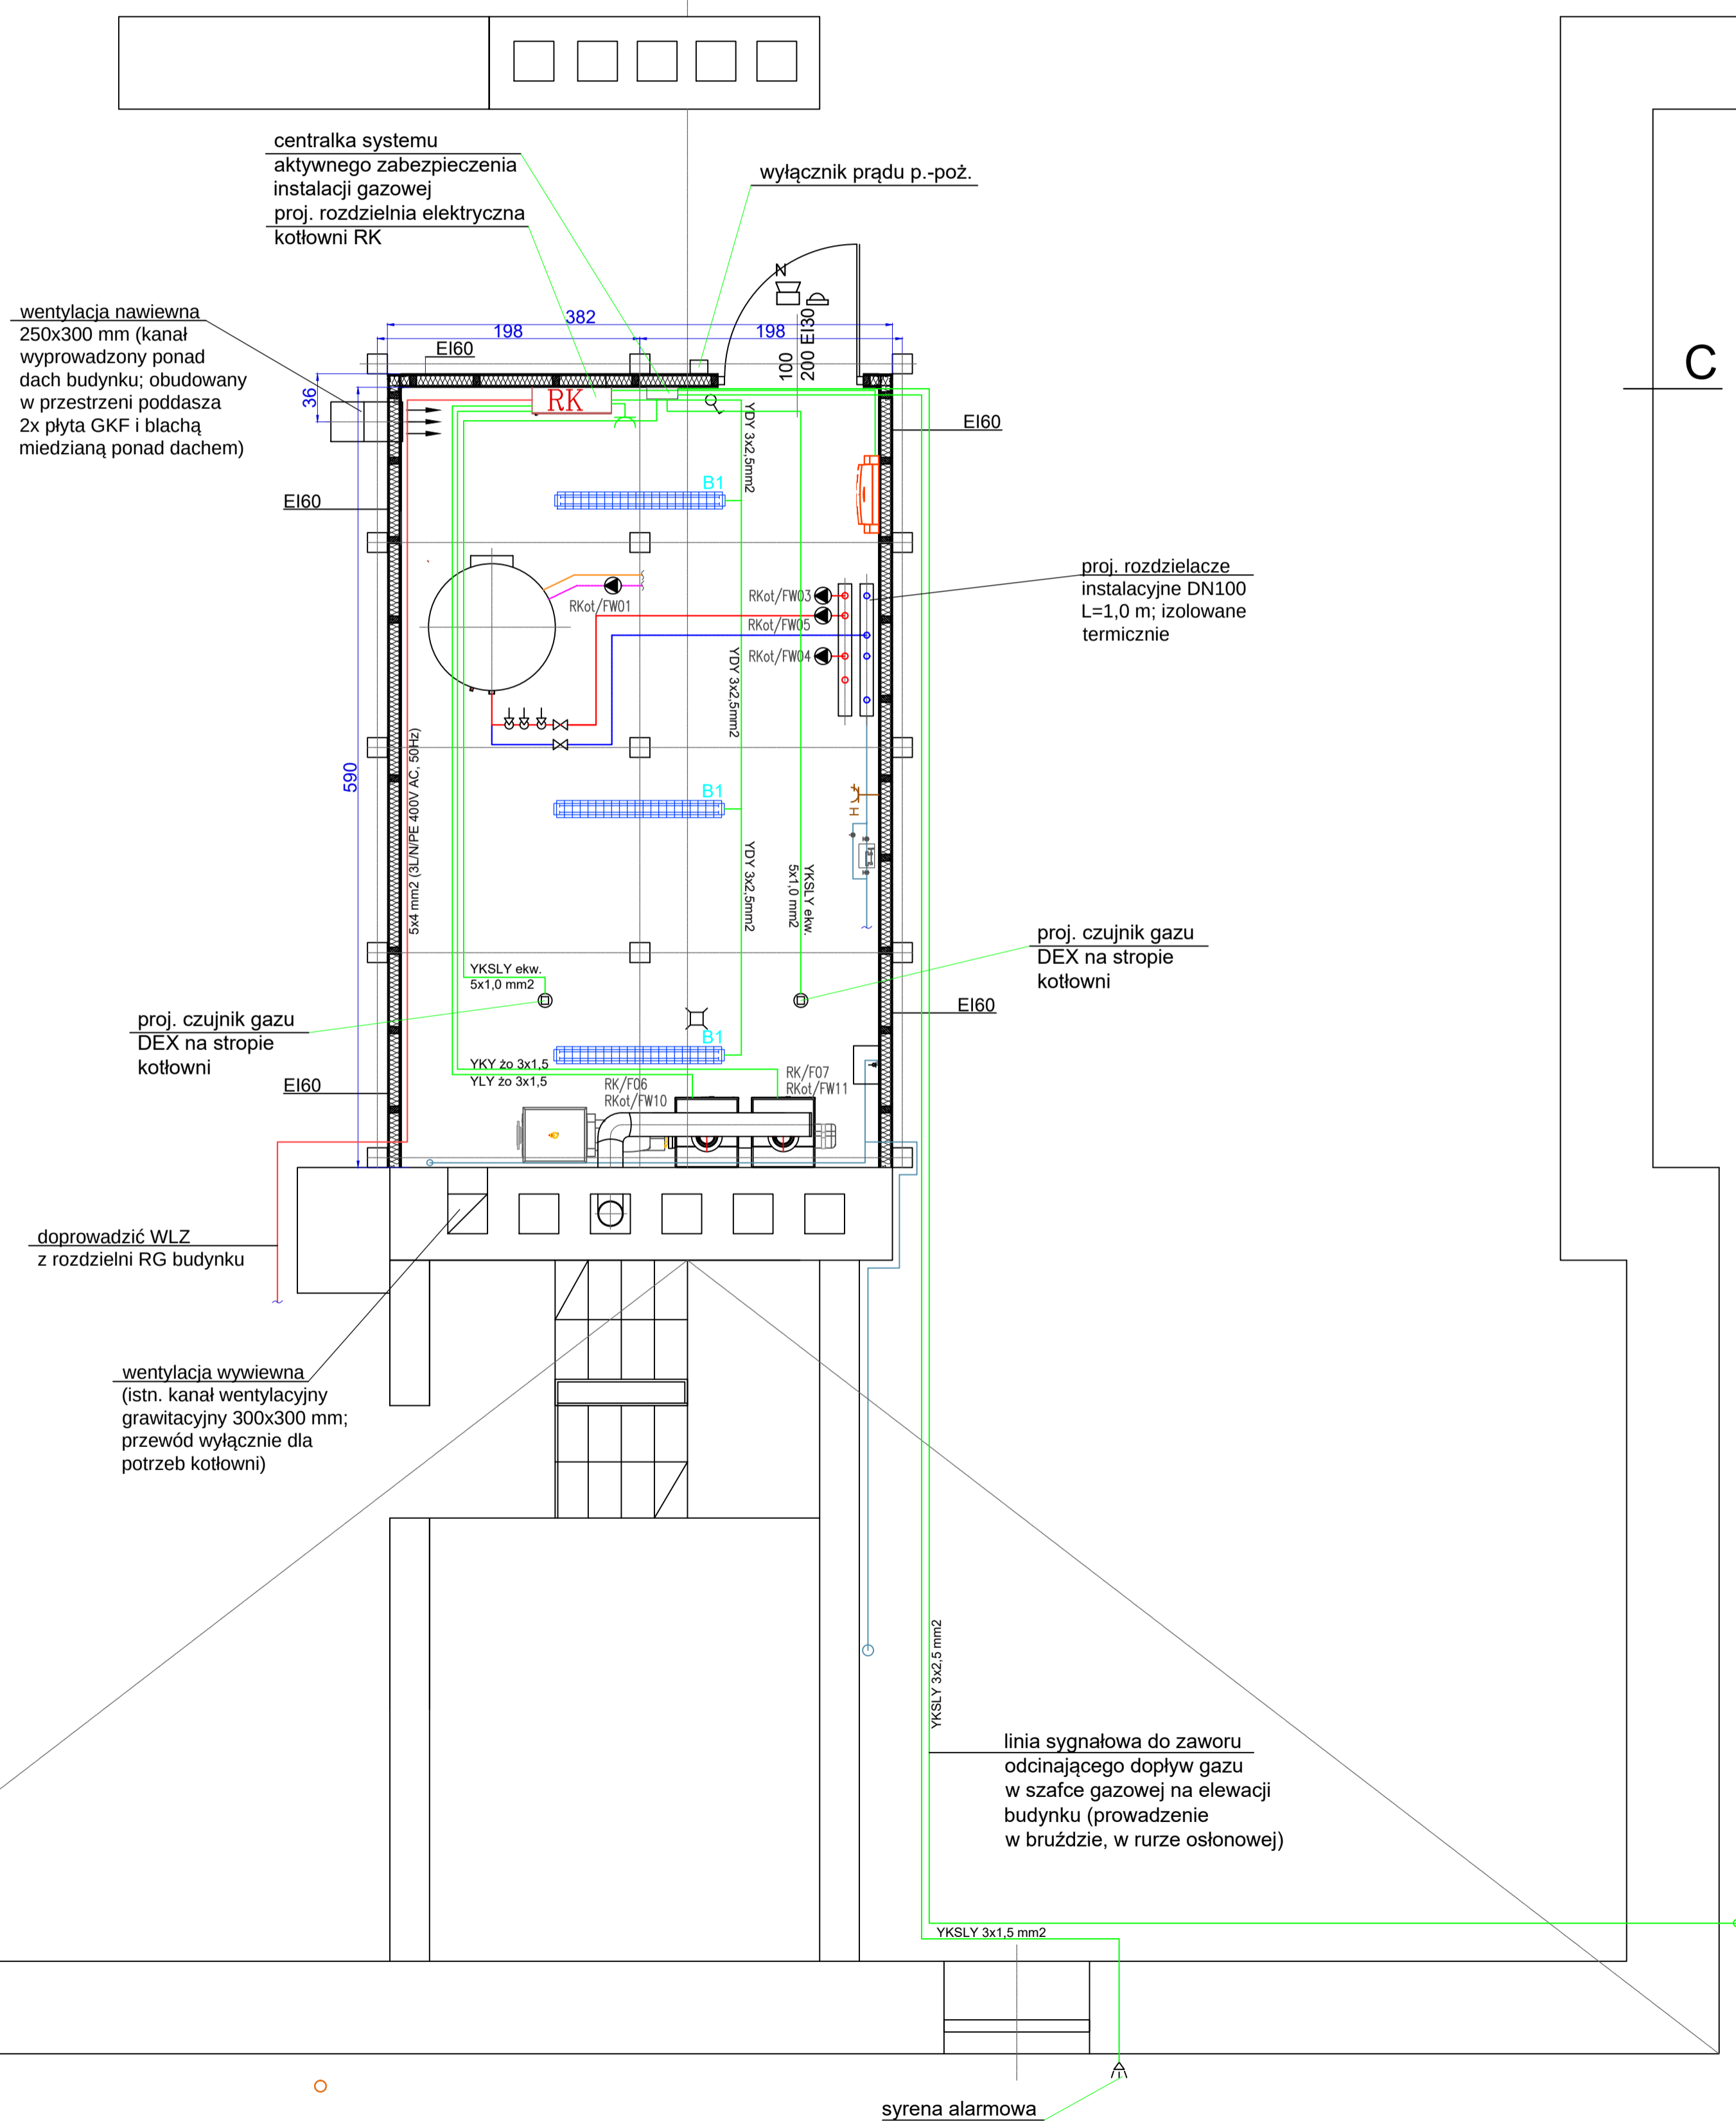 centralka systemu
aktywnego zabezpieczenia
instalacji gazowej
proj. rozdzielnia elektryczna
kotłowni RK
wyłącznik prądu p.-poż.
wentylacja nawiewna
250x300 mm (kanał
wyprowadzony ponad
dach budynku; obudowany
w przestrzeni poddasza
2x płyta GKF i blachą
miedzianą ponad dachem)
N
382
198
198
100
200 EI30
EI60
36
RK
C
EI60
EI60
YDY 3x2,5mm2
B1
proj. rozdzielacze
instalacyjne DN100
L=1,0 m; izolowane
termicznie
RKot/FW01
RKot/FW03
RKot/FW05
RKot/FW04
YDY 3x2,5mm2
590
5x4 mm2 (3L/N/PE 400V AC, 50Hz)
B1
H
YDY 3x2,5mm2
YKSLY ekw.
5x1,0 mm2
proj. czujnik gazu
DEX na stropie
kotłowni
YKSLY ekw.
5x1,0 mm2
EI60
proj. czujnik gazu
DEX na stropie
kotłowni
B1
EI60
YKY żo 3x1,5
YLY żo 3x1,5
RK/F06
RKot/FW10
RK/F07
RKot/FW11
doprowadzić WLZ
z rozdzielni RG budynku
wentylacja wywiewna
(istn. kanał wentylacyjny
grawitacyjny 300x300 mm;
przewód wyłącznie dla
potrzeb kotłowni)
YKSLY 3x2,5 mm2
linia sygnałowa do zaworu
odcinającego dopływ gazu
w szafce gazowej na elewacji
budynku (prowadzenie
w bruździe, w rurze osłonowej)
YKSLY 3x1,5 mm2
syrena alarmowa